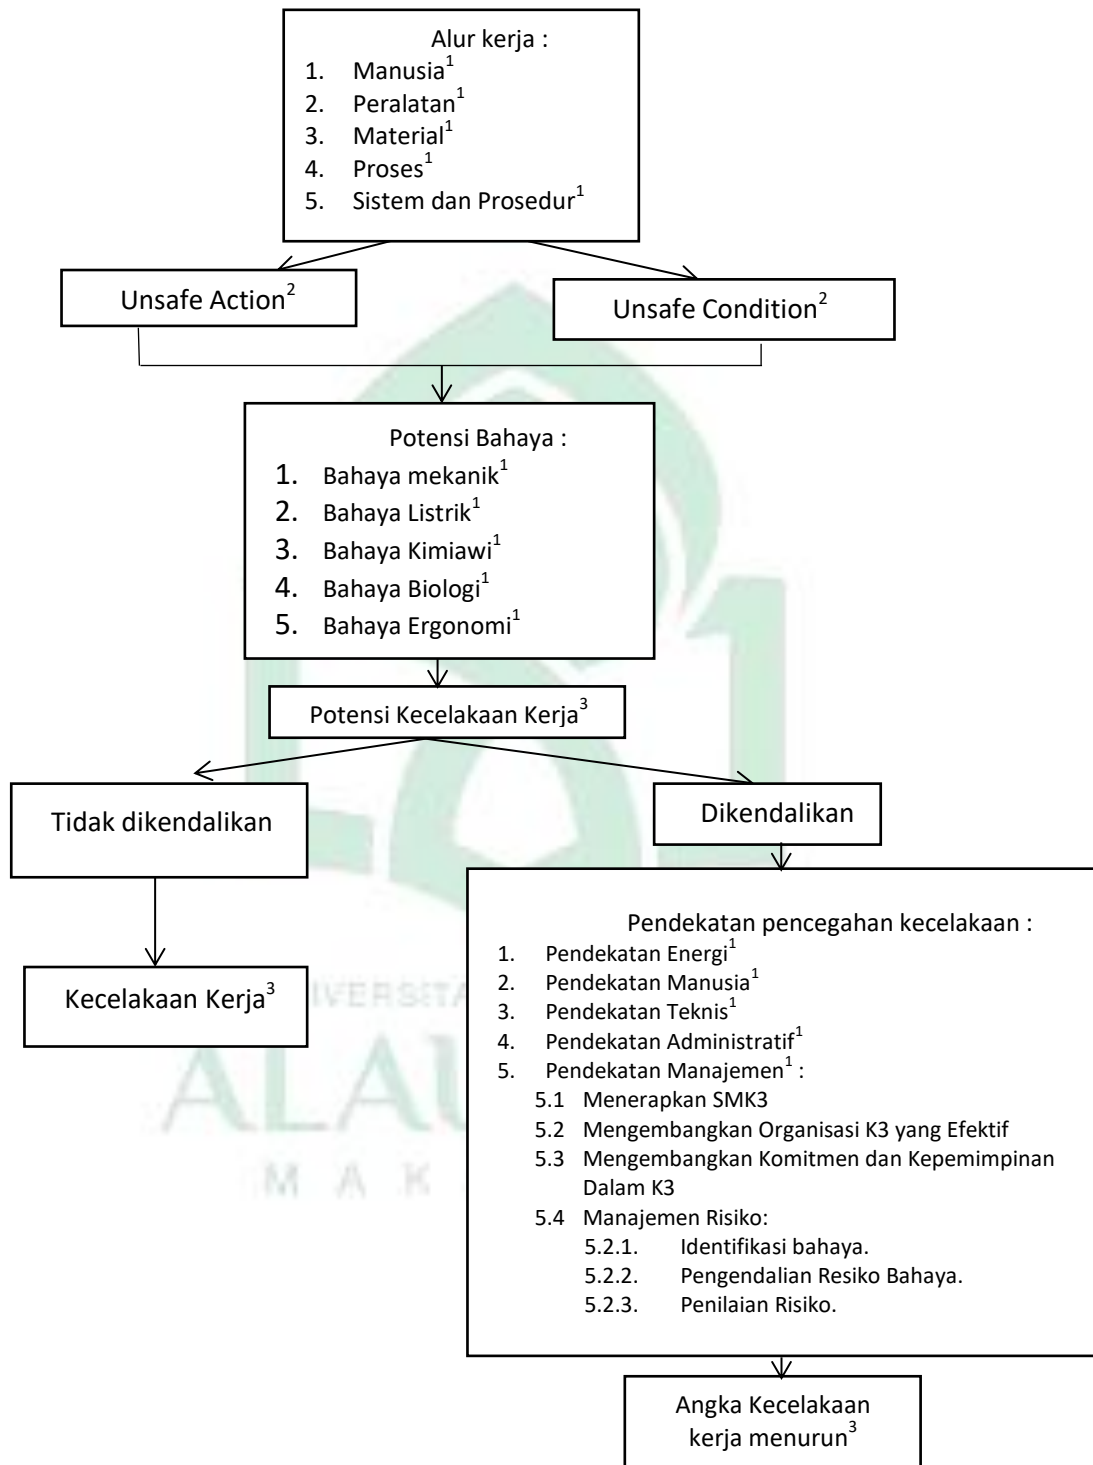 Alur kerja :
1. Manusia¹
2. Peralatan¹
3. Material¹
4. Proses¹
5. Sistem dan Prosedur¹
Unsafe Action²
Unsafe Condition²
Potensi Bahaya :
1. Bahaya mekanik¹
2. Bahaya Listrik¹
3. Bahaya Kimiawi¹
4. Bahaya Biologi¹
5. Bahaya Ergonomi¹
Potensi Kecelakaan Kerja³
Tidak dikendalikan
Dikendalikan
Kecelakaan Kerja³
Pendekatan pencegahan kecelakaan :
1. Pendekatan Energi¹
2. Pendekatan Manusia¹
3. Pendekatan Teknis¹
4. Pendekatan Administratif¹
5. Pendekatan Manajemen¹ :
5.1 Menerapkan SMK3
5.2 Mengembangkan Organisasi K3 yang Efektif
5.3 Mengembangkan Komitmen dan Kepemimpinan
Dalam K3
5.4 Manajemen Risiko:
5.2.1. Identifikasi bahaya.
5.2.2. Pengendalian Resiko Bahaya.
5.2.3. Penilaian Risiko.
Angka Kecelakaan
kerja menurun³